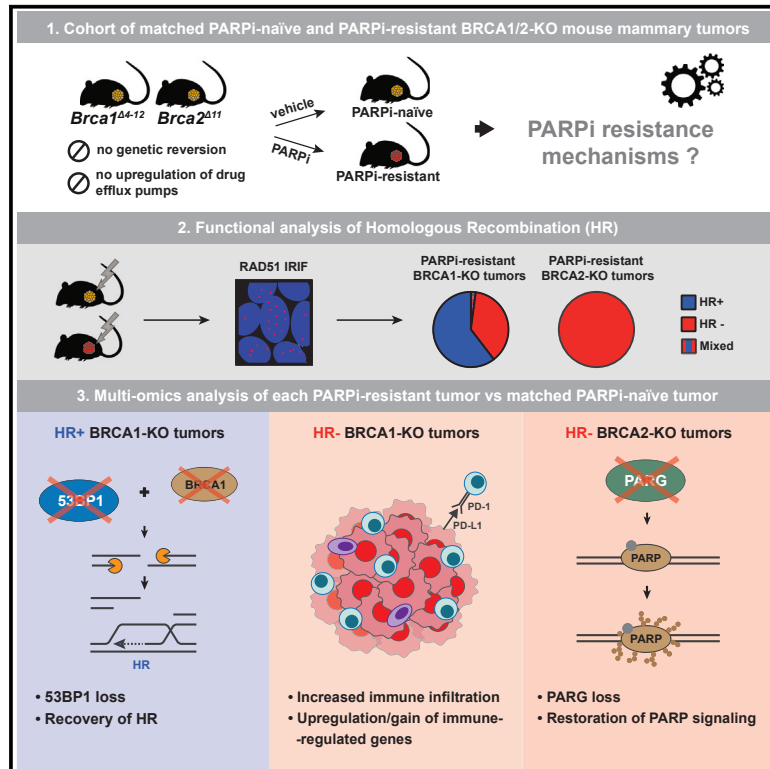 1. Cohort of matched PARPi-naïve and PARPi-resistant BRCA1/2-KO mouse mammary tumors
Brca1Δ4-12
Brca2Δ11
no genetic reversion
no upregulation of drug
efflux pumps
vehicle
PARPi
PARPi-naïve
PARPi-resistant
PARPi resistance
mechanisms ?
2. Functional analysis of Homologous Recombination (HR)
RAD51 IRIF
PARPi-resistant
BRCA1-KO tumors
PARPi-resistant
BRCA2-KO tumors
HR+
HR -
Mixed
3. Multi-omics analysis of each PARPi-resistant tumor vs matched PARPi-naïve tumor
HR+ BRCA1-KO tumors
53BP1
+
BRCA1
HR
• 53BP1 loss
• Recovery of HR
HR- BRCA1-KO tumors
PD-1
PD-L1
• Increased immune infiltration
• Upregulation/gain of immune-
-regulated genes
HR- BRCA2-KO tumors
PARG
PARP
PARP
• PARG loss
• Restoration of PARP signaling